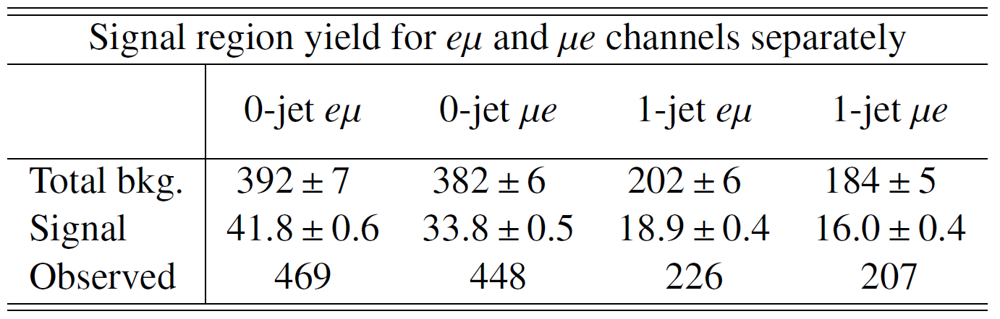 Signal region yield for eμ and μe channels separately
0-jet eμ 0-jet μe 1-jet eμ 1-jet μe
Total bkg. 392 ± 7 382 ± 6 202 ± 6 184 ± 5
Signal 41.8 ± 0.6 33.8 ± 0.5 18.9 ± 0.4 16.0 ± 0.4
Observed 469 448 226 207